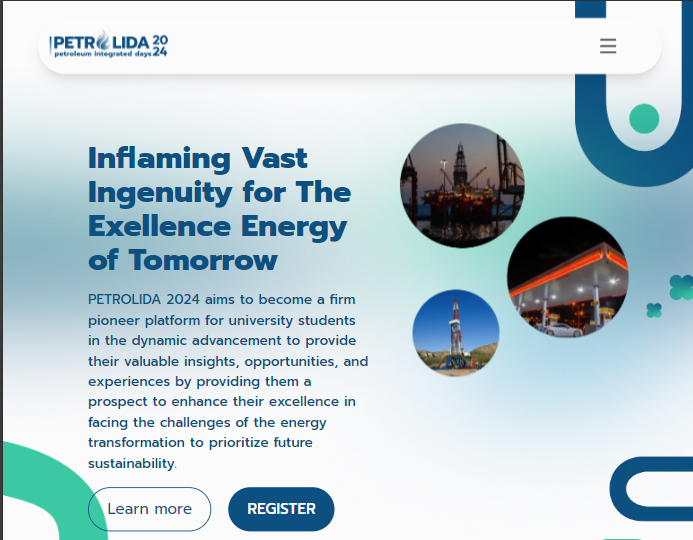 PETROLIDA 2024
petroleum integrated days
Inflaming Vast
Ingenuity for The
Exellence Energy
of Tomorrow
PETROLIDA 2024 aims to become a firm
pioneer platform for university students
in the dynamic advancement to provide
their valuable insights, opportunities, and
experiences by providing them a
prospect to enhance their excellence in
facing the challenges of the energy
transformation to prioritize future
sustainability.
Learn more
REGISTER